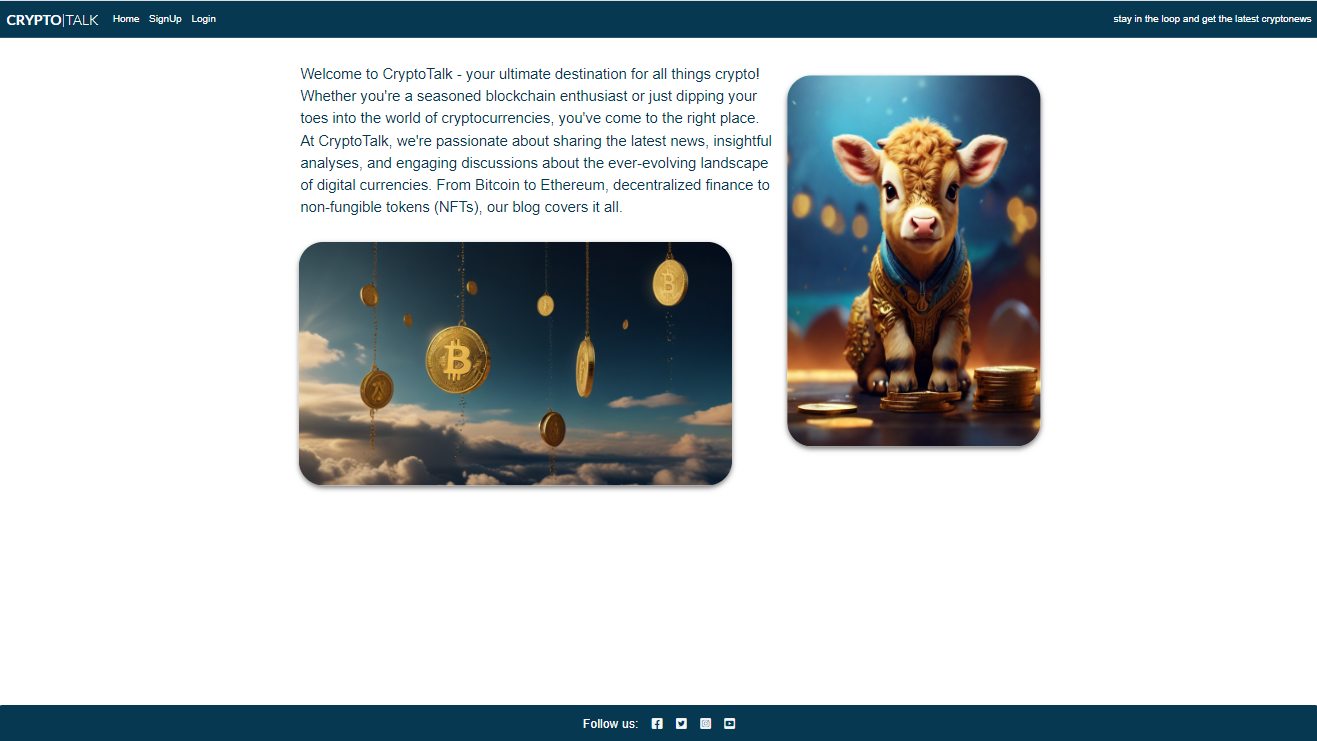 CRYPTO|TALK Home SignUp Login stay in the loop and get the latest cryptonews
Welcome to CryptoTalk - your ultimate destination for all things crypto!
Whether you're a seasoned blockchain enthusiast or just dipping your
toes into the world of cryptocurrencies, you've come to the right place.
At CryptoTalk, we're passionate about sharing the latest news, insightful
analyses, and engaging discussions about the ever-evolving landscape
of digital currencies. From Bitcoin to Ethereum, decentralized finance to
non-fungible tokens (NFTs), our blog covers it all.
Follow us: